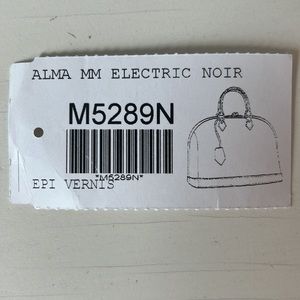 ALMA MM ELECTRIC NOIR
M5289N
*M5289N*
EPI VERNIS